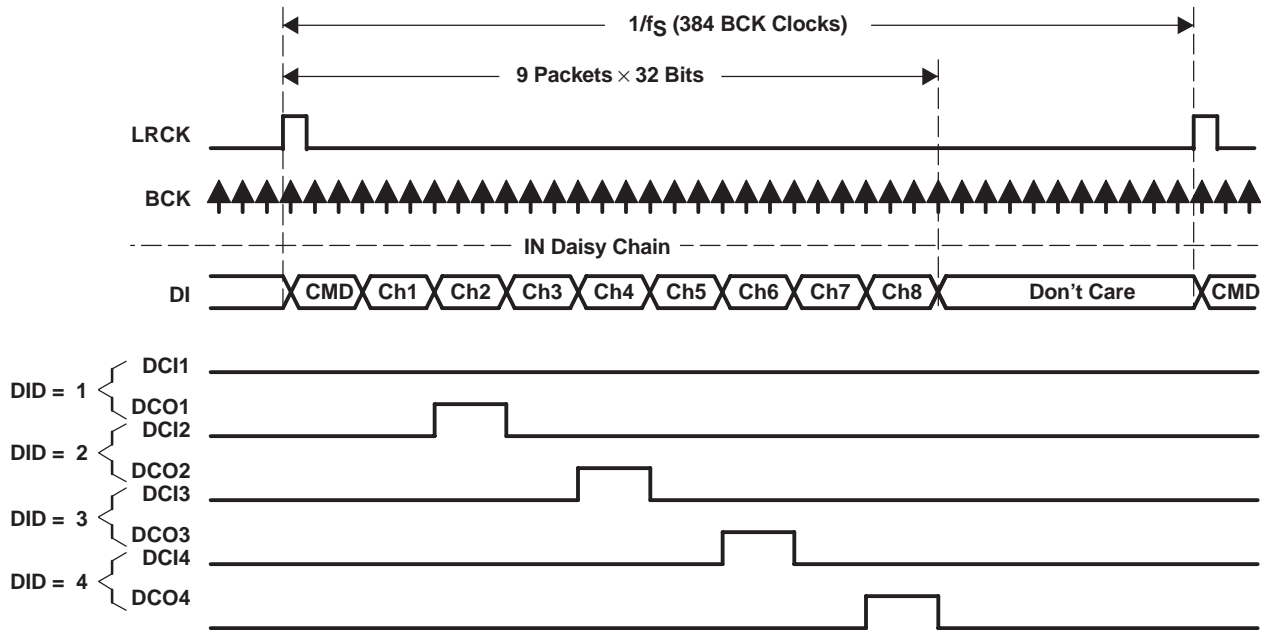 1/fS (384 BCK Clocks)
9 Packets × 32 Bits
LRCK
BCK
IN Daisy Chain
DI CMD Ch1 Ch2 Ch3 Ch4 Ch5 Ch6 Ch7 Ch8 Don't Care CMD
DCI1
DID = 1
DCO1
DCI2
DID = 2
DCO2
DCI3
DID = 3
DCO3
DCI4
DID = 4
DCO4